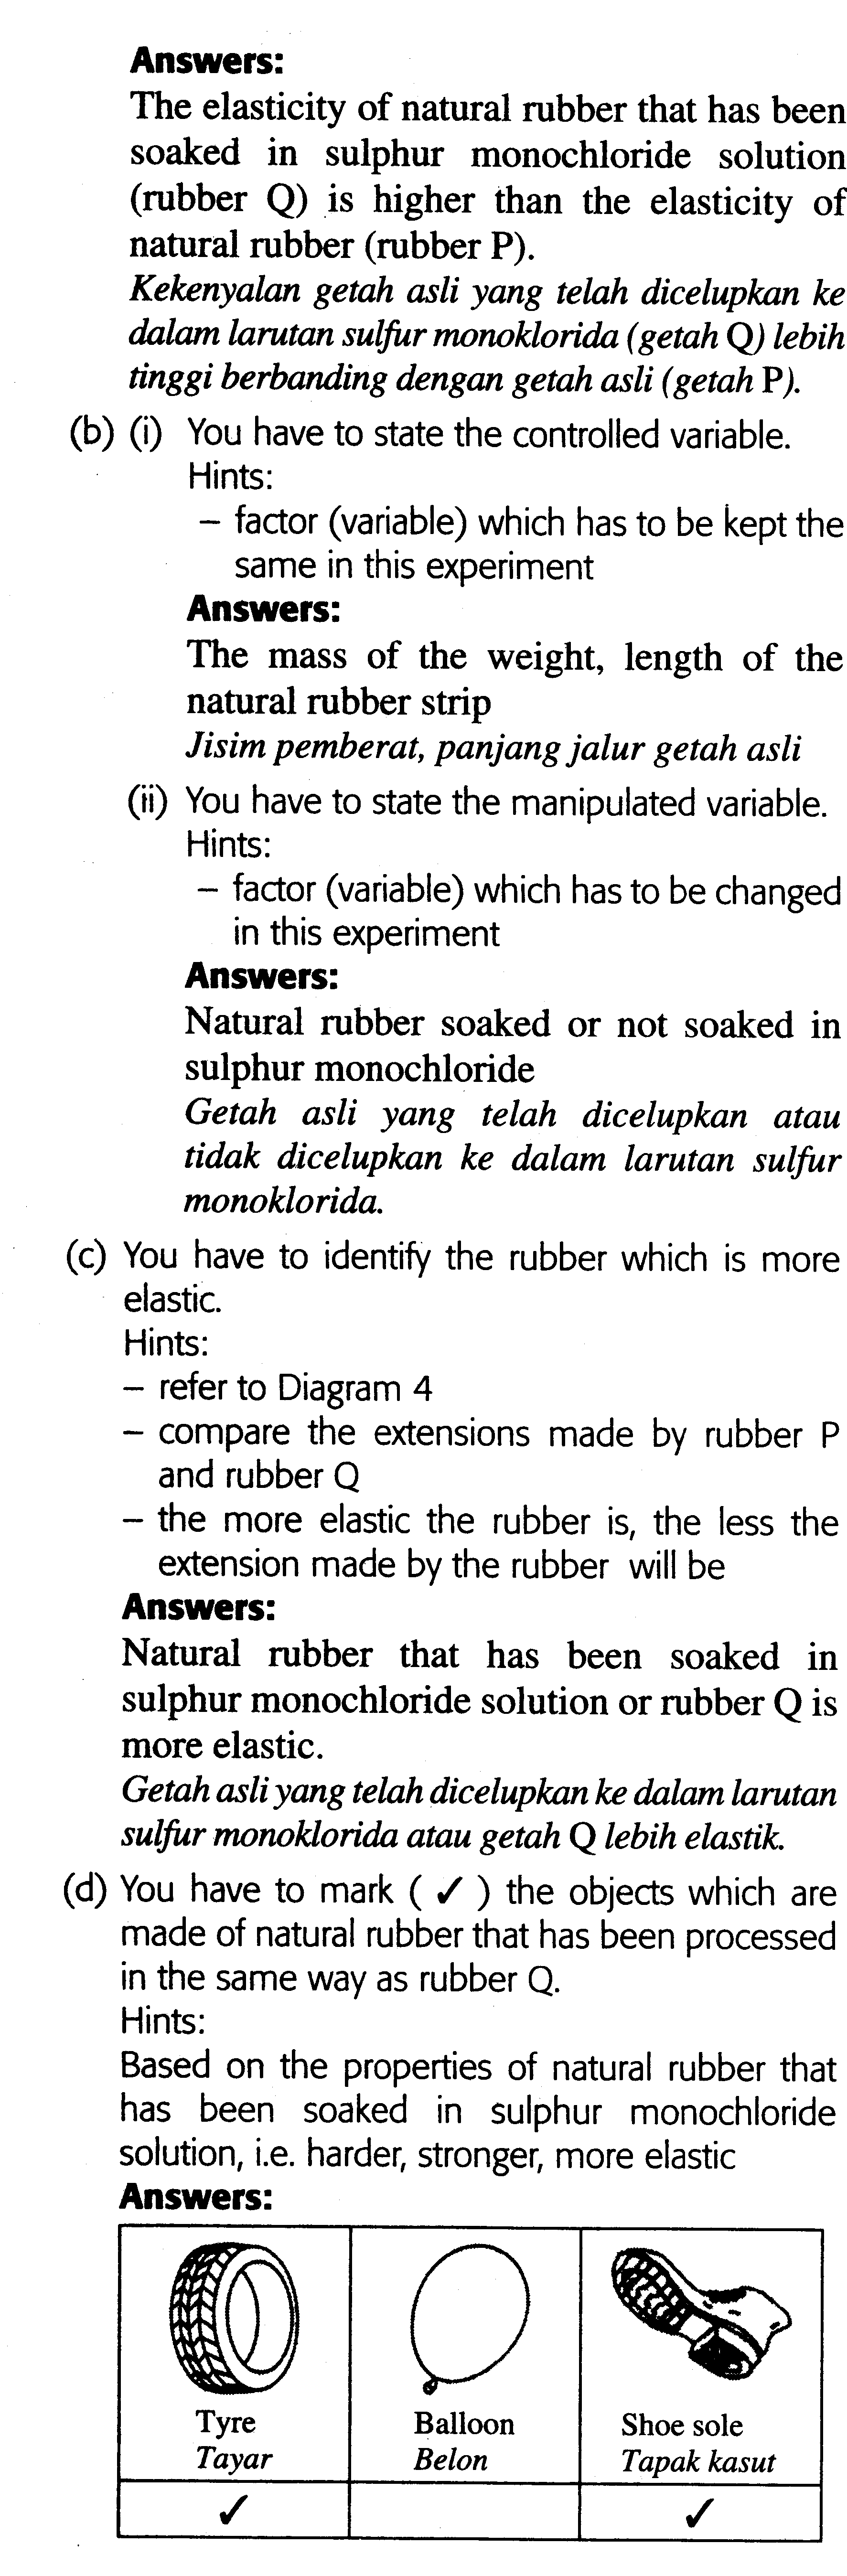 Answers:
The elasticity of natural rubber that has been
soaked in sulphur monochloride solution
(rubber Q) is higher than the elasticity of
natural rubber (rubber P).
Kekenyalan getah asli yang telah dicelupkan ke
dalam larutan sulfur monoklorida (getah Q) lebih
tinggi berbanding dengan getah asli (getah P).
(b) (i) You have to state the controlled variable.
Hints:
– factor (variable) which has to be kept the
same in this experiment
Answers:
The mass of the weight, length of the
natural rubber strip
Jisim pemberat, panjang jalur getah asli
(ii) You have to state the manipulated variable.
Hints:
– factor (variable) which has to be changed
in this experiment
Answers:
Natural rubber soaked or not soaked in
sulphur monochloride
Getah asli yang telah dicelupkan atau
tidak dicelupkan ke dalam larutan sulfur
monoklorida.
(c) You have to identify the rubber which is more
elastic.
Hints:
– refer to Diagram 4
– compare the extensions made by rubber P
and rubber Q
– the more elastic the rubber is, the less the
extension made by the rubber will be
Answers:
Natural rubber that has been soaked in
sulphur monochloride solution or rubber Q is
more elastic.
Getah asli yang telah dicelupkan ke dalam larutan
sulfur monoklorida atau getah Q lebih elastik.
(d) You have to mark ( ✓ ) the objects which are
made of natural rubber that has been processed
in the same way as rubber Q.
Hints:
Based on the properties of natural rubber that
has been soaked in sulphur monochloride
solution, i.e. harder, stronger, more elastic
Answers:
Tyre Balloon Shoe sole
Tayar Belon Tapak kasut
✓ ✓